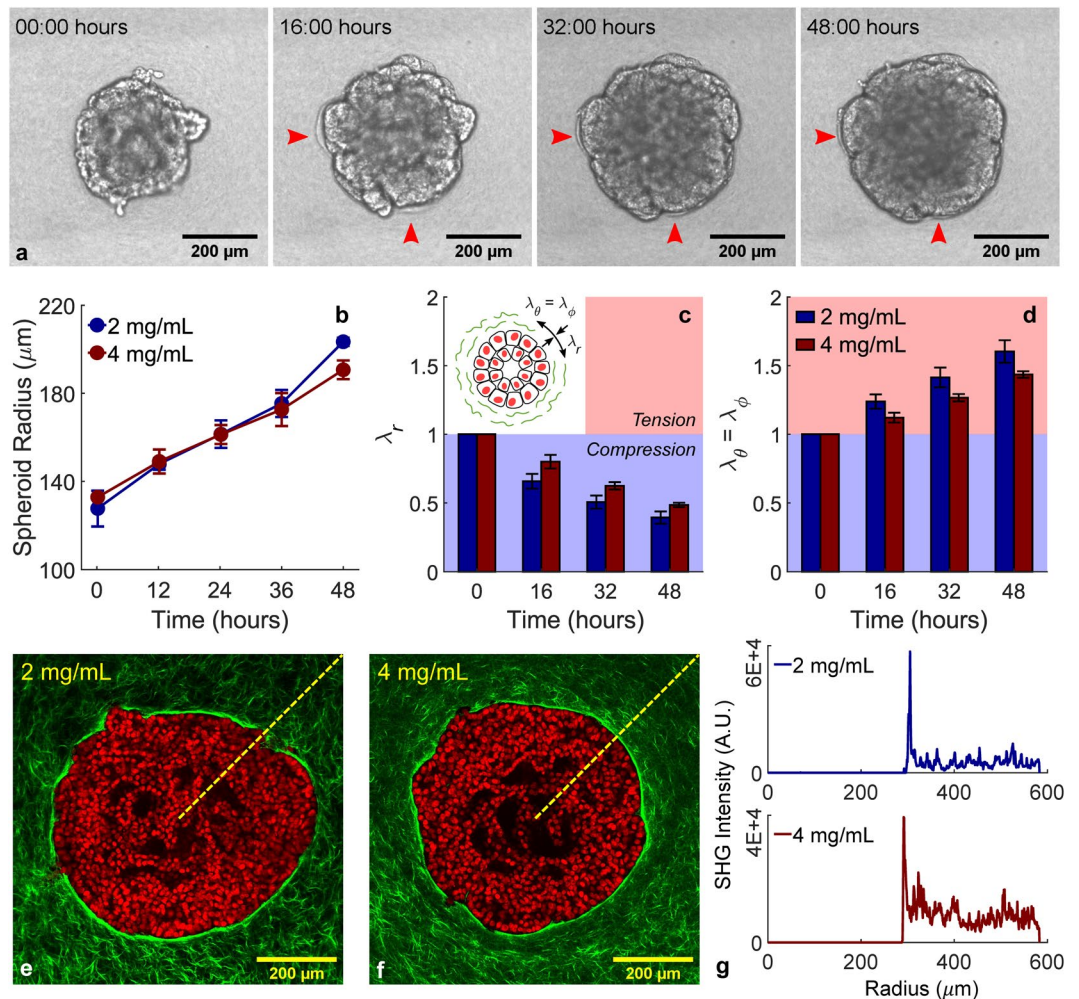 00:00 hours
16:00 hours
32:00 hours
48:00 hours
a
200 µm
200 µm
200 µm
200 µm
b
2 mg/mL
4 mg/mL
Spheroid Radius (µm)
220
180
140
100
0 12 24 36 48
Time (hours)
c
λθ = λϕ
λr
Tension
Compression
λr
2
1.5
1
0.5
0
0 16 32 48
Time (hours)
d
2 mg/mL
4 mg/mL
λθ = λϕ
2
1.5
1
0.5
0
0 16 32 48
Time (hours)
2 mg/mL
e
200 µm
4 mg/mL
f
200 µm
g
SHG Intensity (A.U.)
6E+4
0
2 mg/mL
0 200 400 600
4E+4
0
4 mg/mL
0 200 400 600
Radius (µm)